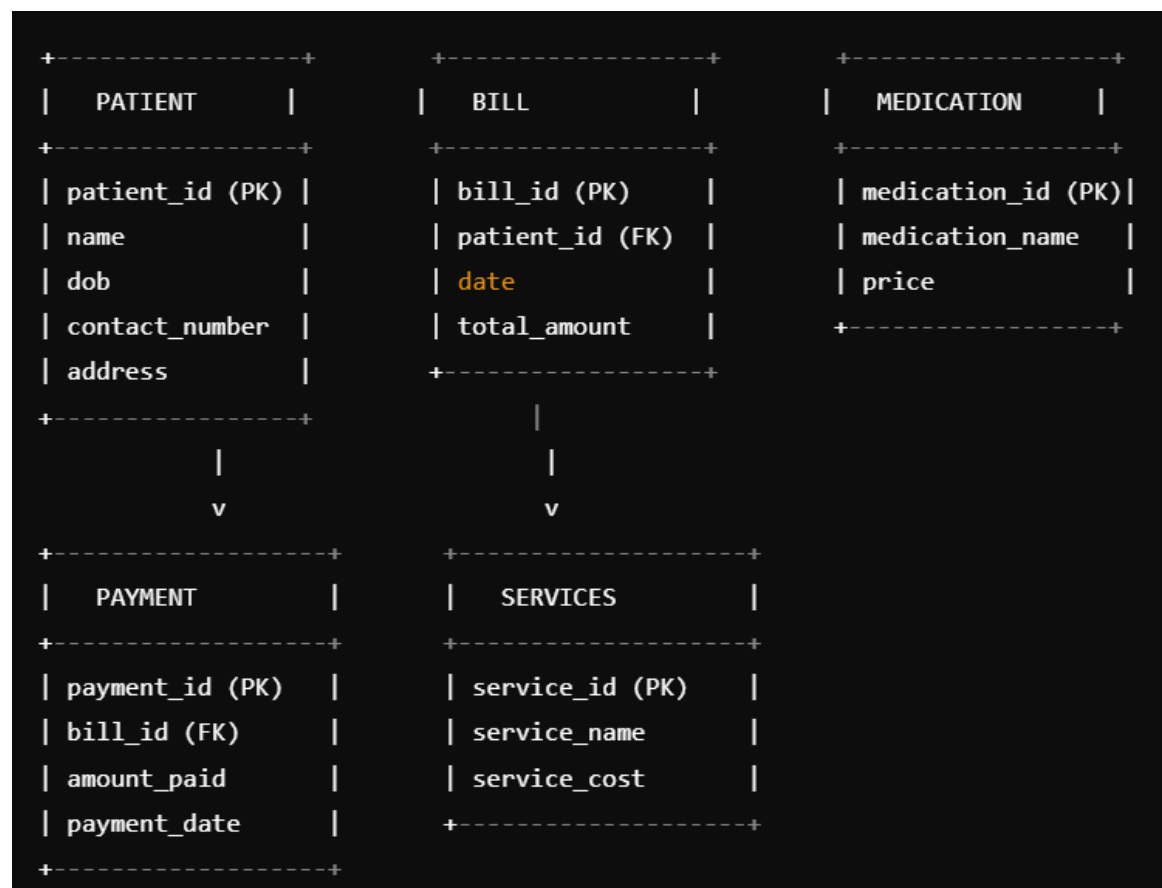 +-----------------+        +------------------+        +------------------+
|   PATIENT      |        |   BILL           |        |   MEDICATION     |
+-----------------+        +------------------+        +------------------+
| patient_id (PK) |        | bill_id (PK)     |        | medication_id (PK)|
| name            |        | patient_id (FK)  |        | medication_name   |
| dob             |        | date             |        | price             |
| contact_number  |        | total_amount     |        +------------------+
| address         |        +------------------+
+-----------------+               |
            |                      |
            v                      v
+-------------------+       +--------------------+
|   PAYMENT         |       |   SERVICES         |
+-------------------+       +--------------------+
| payment_id (PK)   |       | service_id (PK)    |
| bill_id (FK)      |       | service_name       |
| amount_paid       |       | service_cost       |
| payment_date      |       +--------------------+
+-------------------+